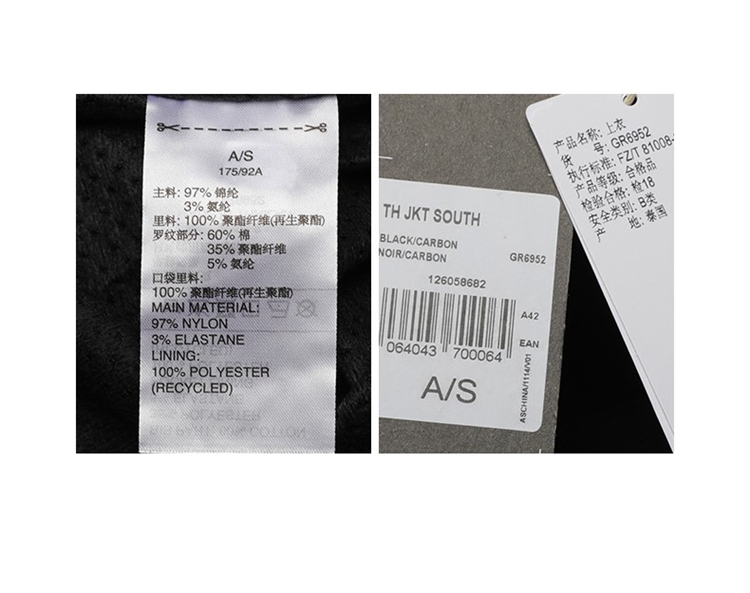 A/S
175/92A
主料: 97% 锦纶
3% 氨纶
里料: 100% 聚酯纤维(再生聚酯)
罗纹部分: 60% 棉
35% 聚酯纤维
5% 氨纶
口袋里料:
100% 聚酯纤维(再生聚酯)
MAIN MATERIAL:
97% NYLON
3% ELASTANE
LINING:
100% POLYESTER
(RECYCLED)
TH JKT SOUTH
BLACK/CARBON
NOIR/CARBON
GR6952
126058682
A42
EAN
064043 700064
A/S
ASCHINA/1114/V01
产品名称: 上衣
货 号: GR6952
执行标准: FZ/T 81008-
产品等级: 合格品
检验合格: 检18
安全类别: B类
产 地: 泰国